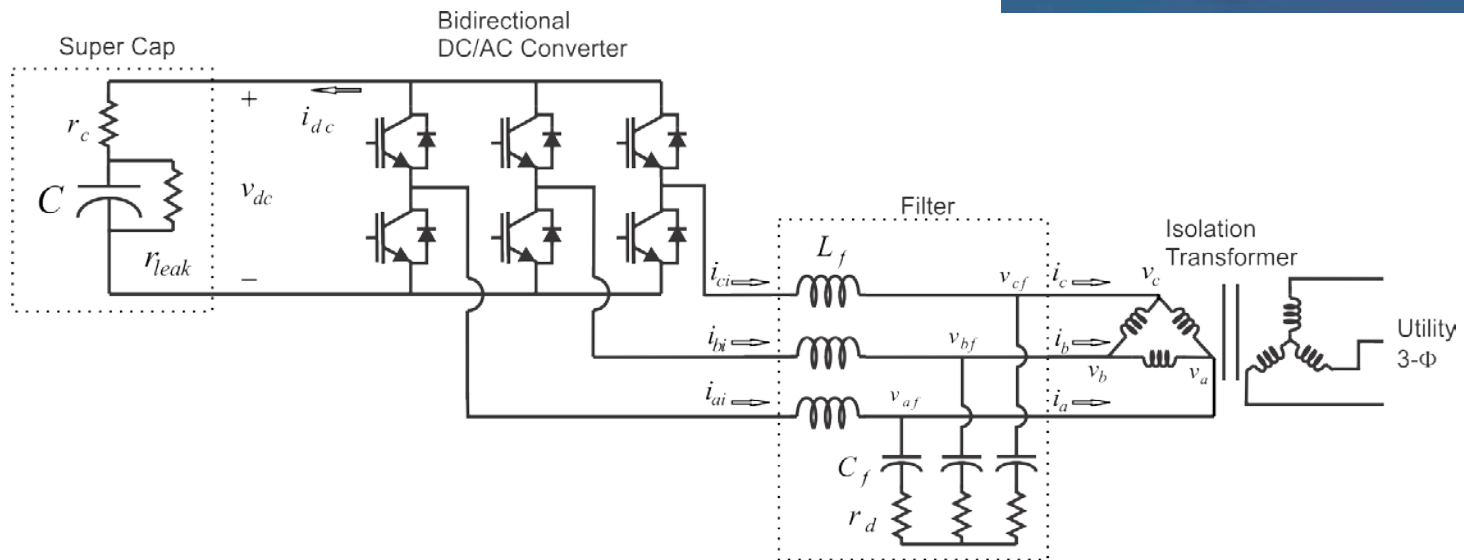 Bidirectional
DC/AC Converter
Super Cap
+
i_dc
r_c
C
v_dc
r_leak
−
Filter
L_f
Isolation
Transformer
i_ci
v_cf
i_c
v_c
i_bi
v_bf
i_b
v_b
v_a
Utility
3-Φ
i_ai
v_af
i_a
C_f
r_d